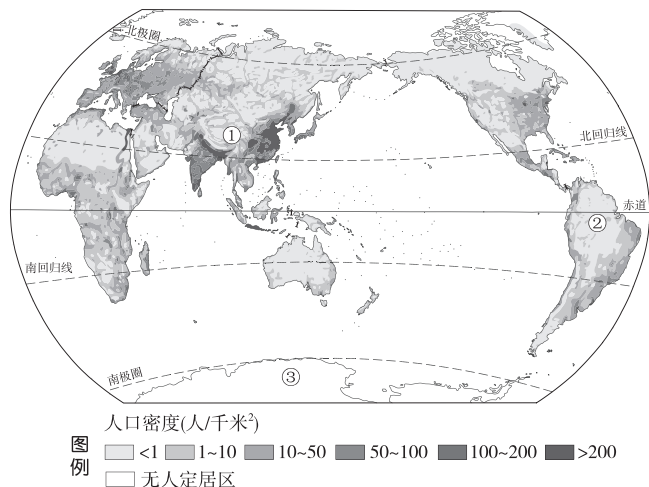 北极圈
①
北回归线
赤道
②
南回归线
南极圈
③
人口密度(人/千米²)
图例
<1 1~10 10~50 50~100 100~200 >200
无人定居区